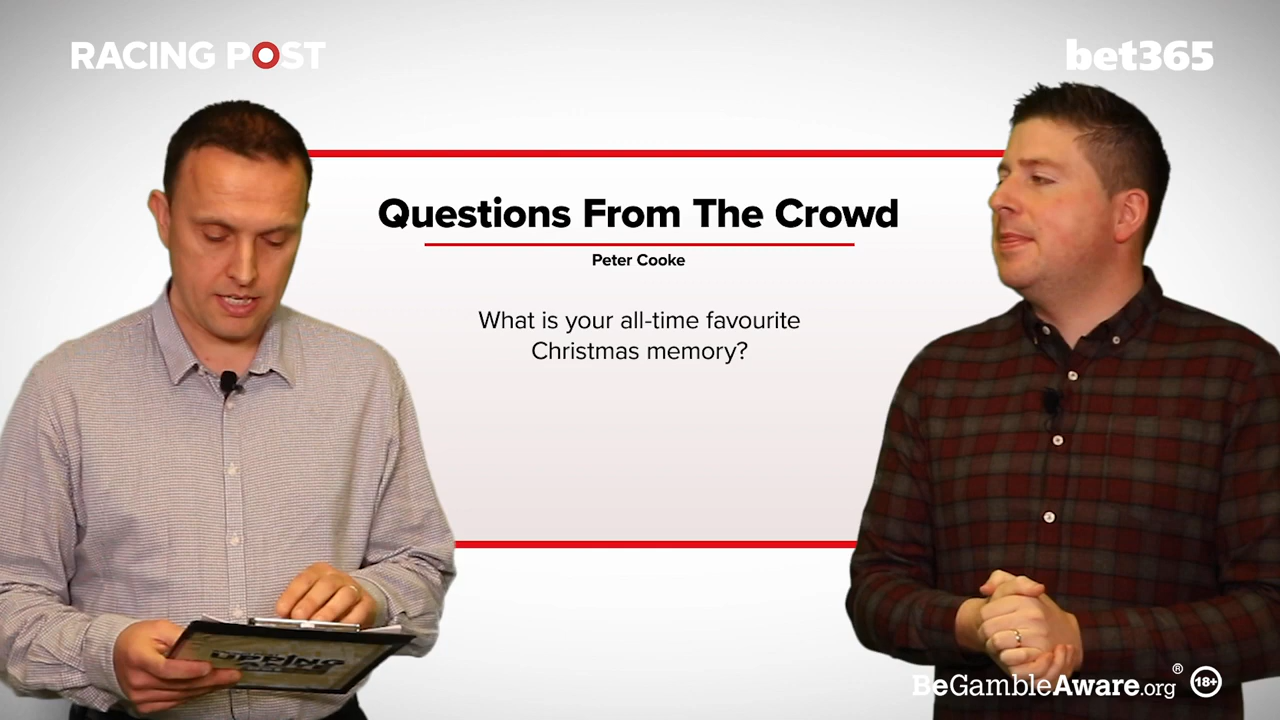 RACING POST
bet365
Questions From The Crowd
Peter Cooke
What is your all-time favourite
Christmas memory?
BeGambleAware.org® 18+